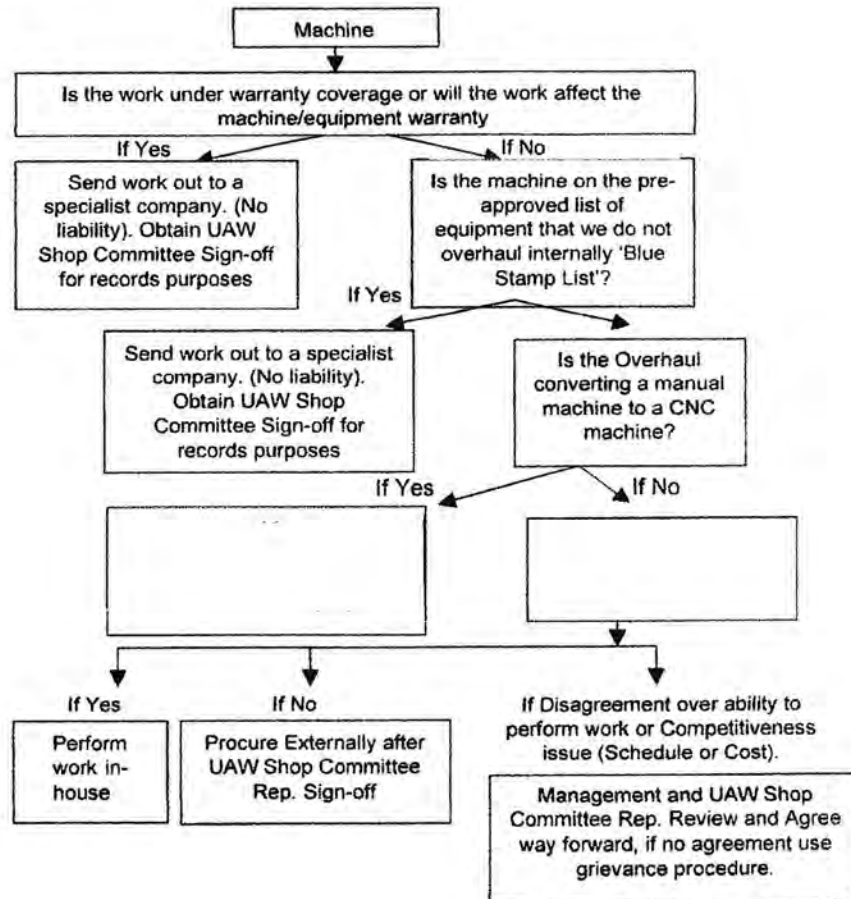 Machine
Is the work under warranty coverage or will the work affect the
machine/equipment warranty
If Yes
If No
Send work out to a
specialist company. (No
liability). Obtain UAW
Shop Committee Sign-off
for records purposes
Is the machine on the pre-
approved list of
equipment that we do not
overhaul internally 'Blue
Stamp List'?
If Yes
Send work out to a specialist
company. (No liability).
Obtain UAW Shop
Committee Sign-off for
records purposes
Is the Overhaul
converting a manual
machine to a CNC
machine?
If Yes
If No
If Yes
Perform
work in-
house
If No
Procure Externally after
UAW Shop Committee
Rep. Sign-off
If Disagreement over ability to
perform work or Competitiveness
issue (Schedule or Cost).
Management and UAW Shop
Committee Rep. Review and Agree
way forward, if no agreement use
grievance procedure.